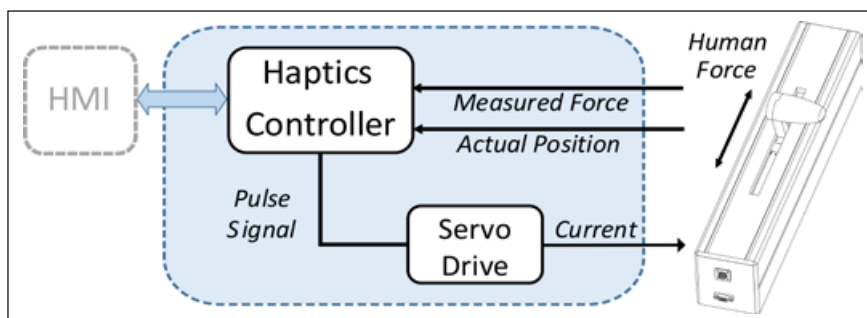 HMI
Haptics
Controller
Human
Force
Measured Force
Actual Position
Pulse
Signal
Servo
Drive
Current